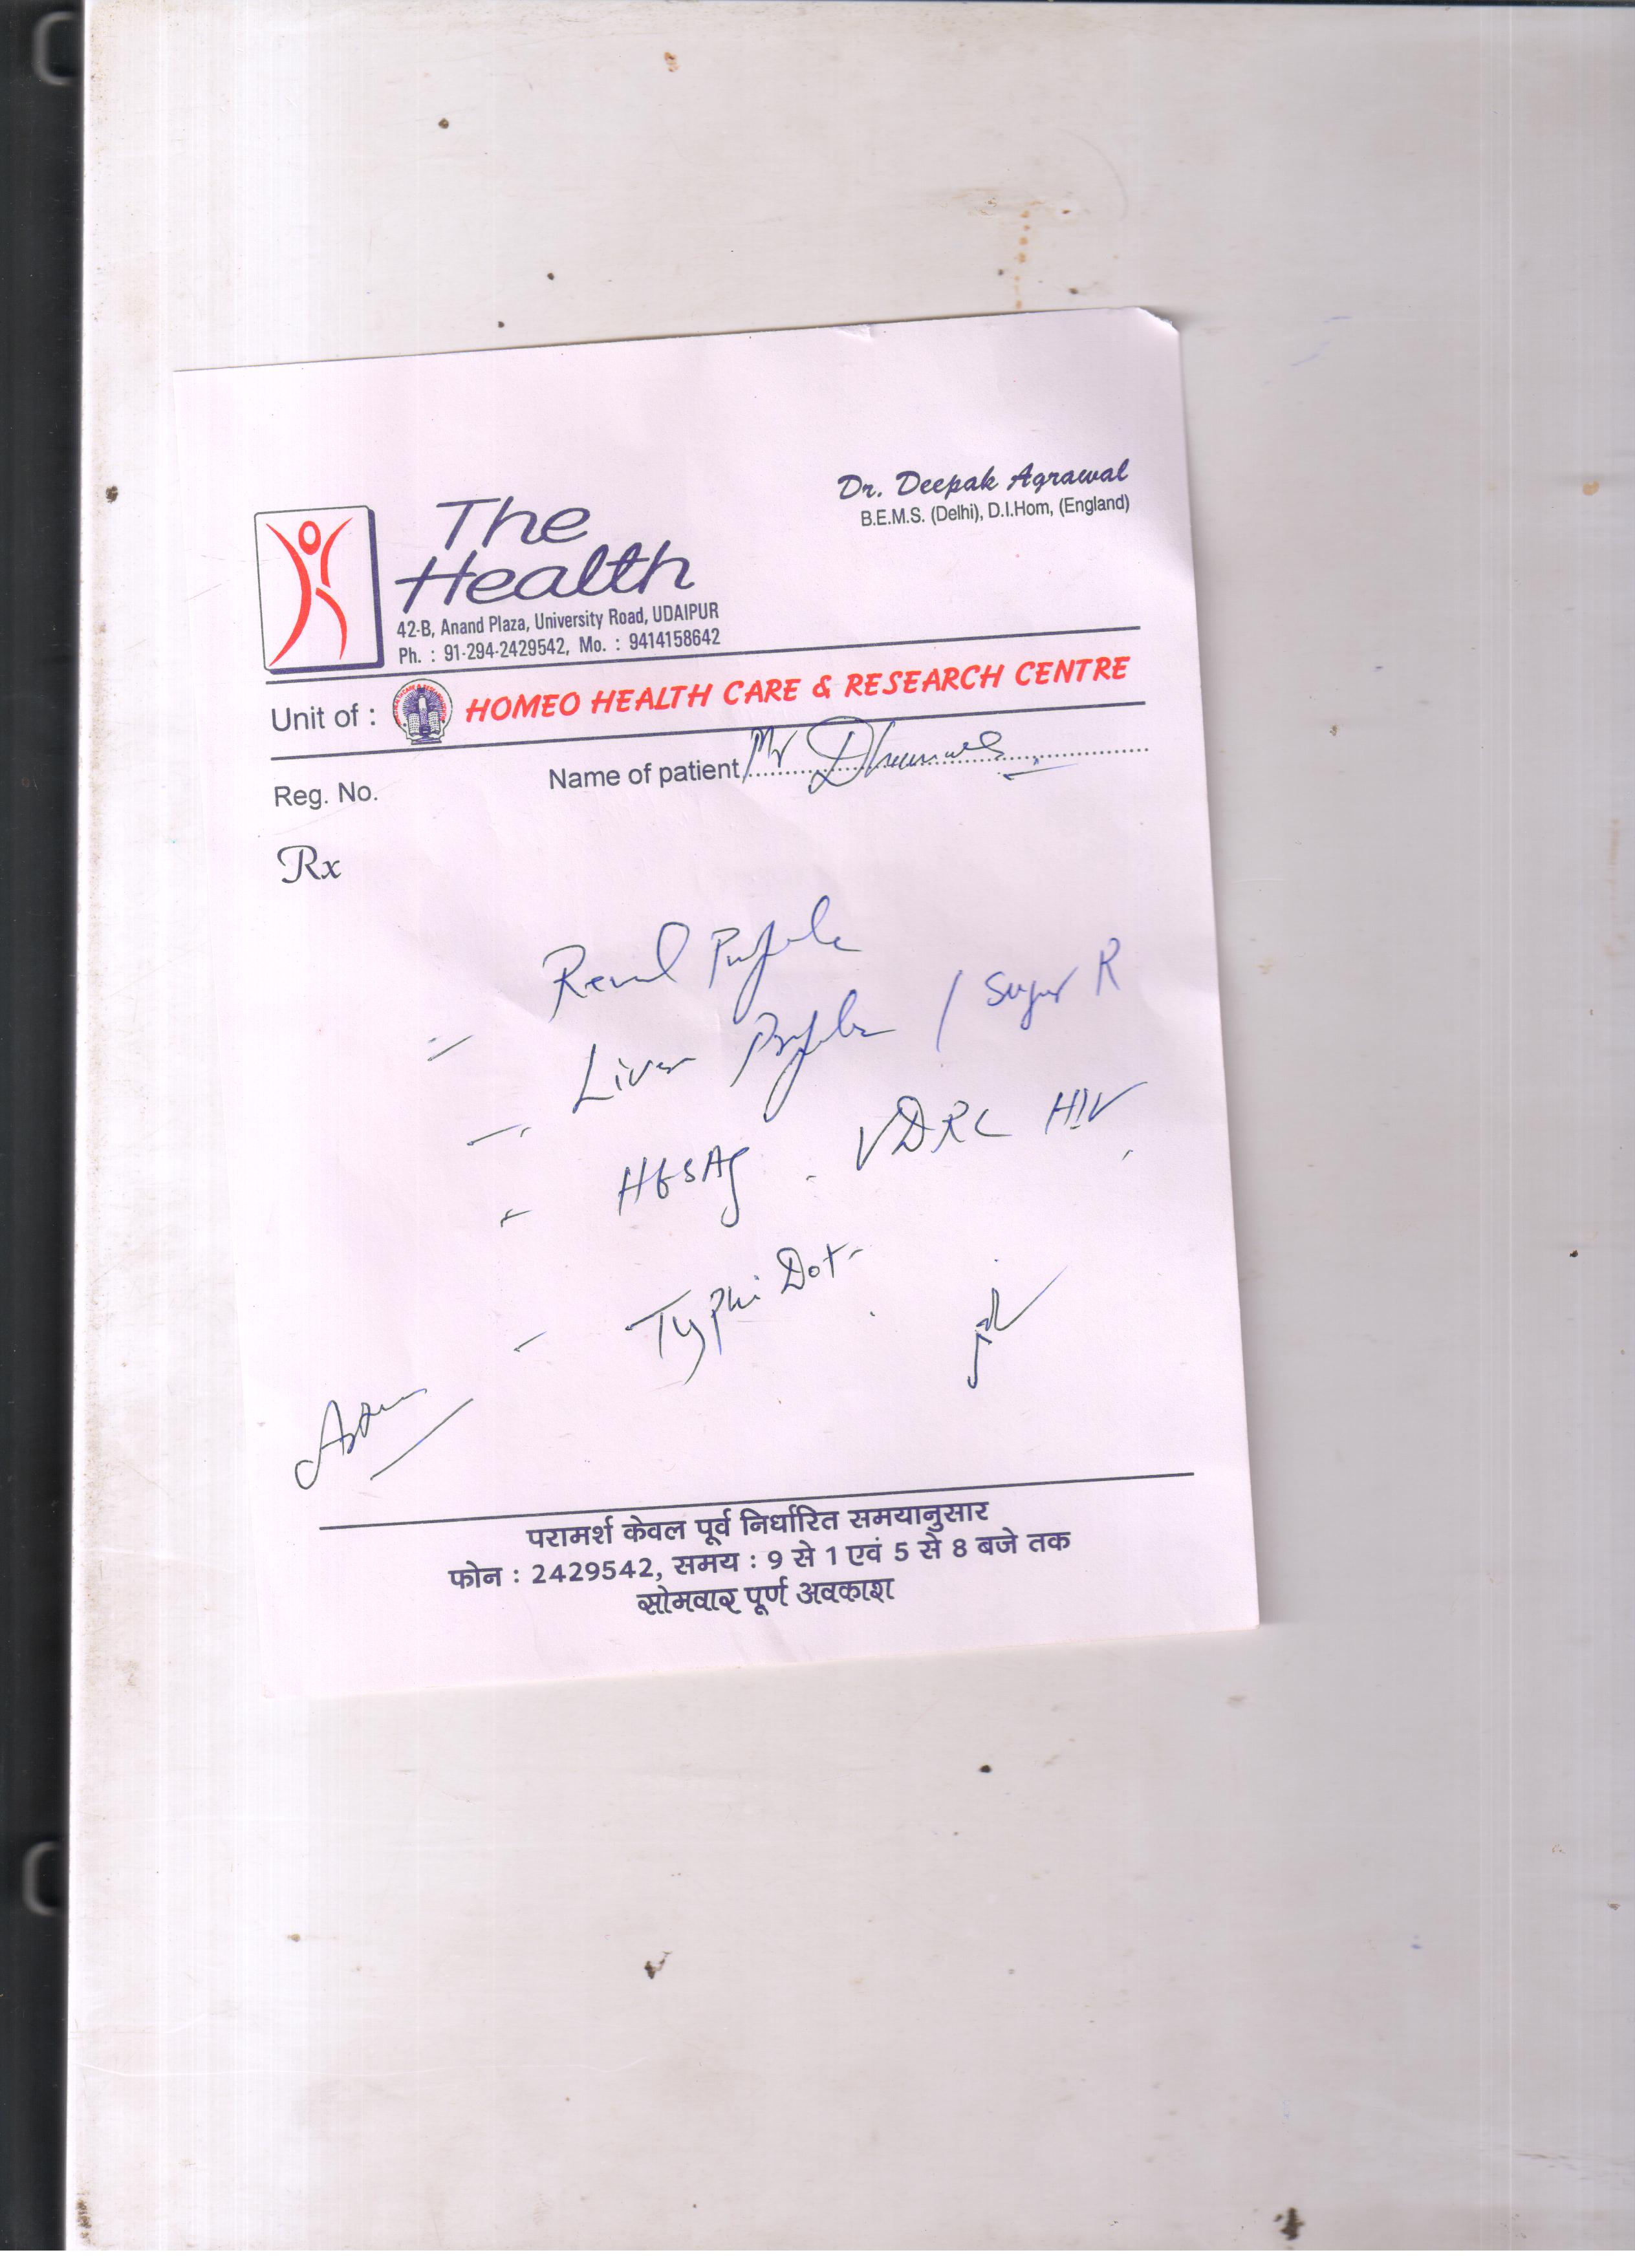 Dr. Deepak Agrawal
B.E.M.S. (Delhi), D.I.Hom, (England)
The
Health
42-B, Anand Plaza, University Road, UDAIPUR
Ph. : 91-294-2429542, Mo. : 9414158642
Unit of : HOMEO HEALTH CARE & RESEARCH CENTRE
Reg. No. Name of patient Mr
Rx
Renal Profile
- Liver Profile / Sugar R
- HbSAg - VDRL HIV
- Typhi Dot
परामर्श केवल पूर्व निर्धारित समयानुसार
फोन : 2429542, समय : 9 से 1 एवं 5 से 8 बजे तक
सोमवार पूर्ण अवकाश